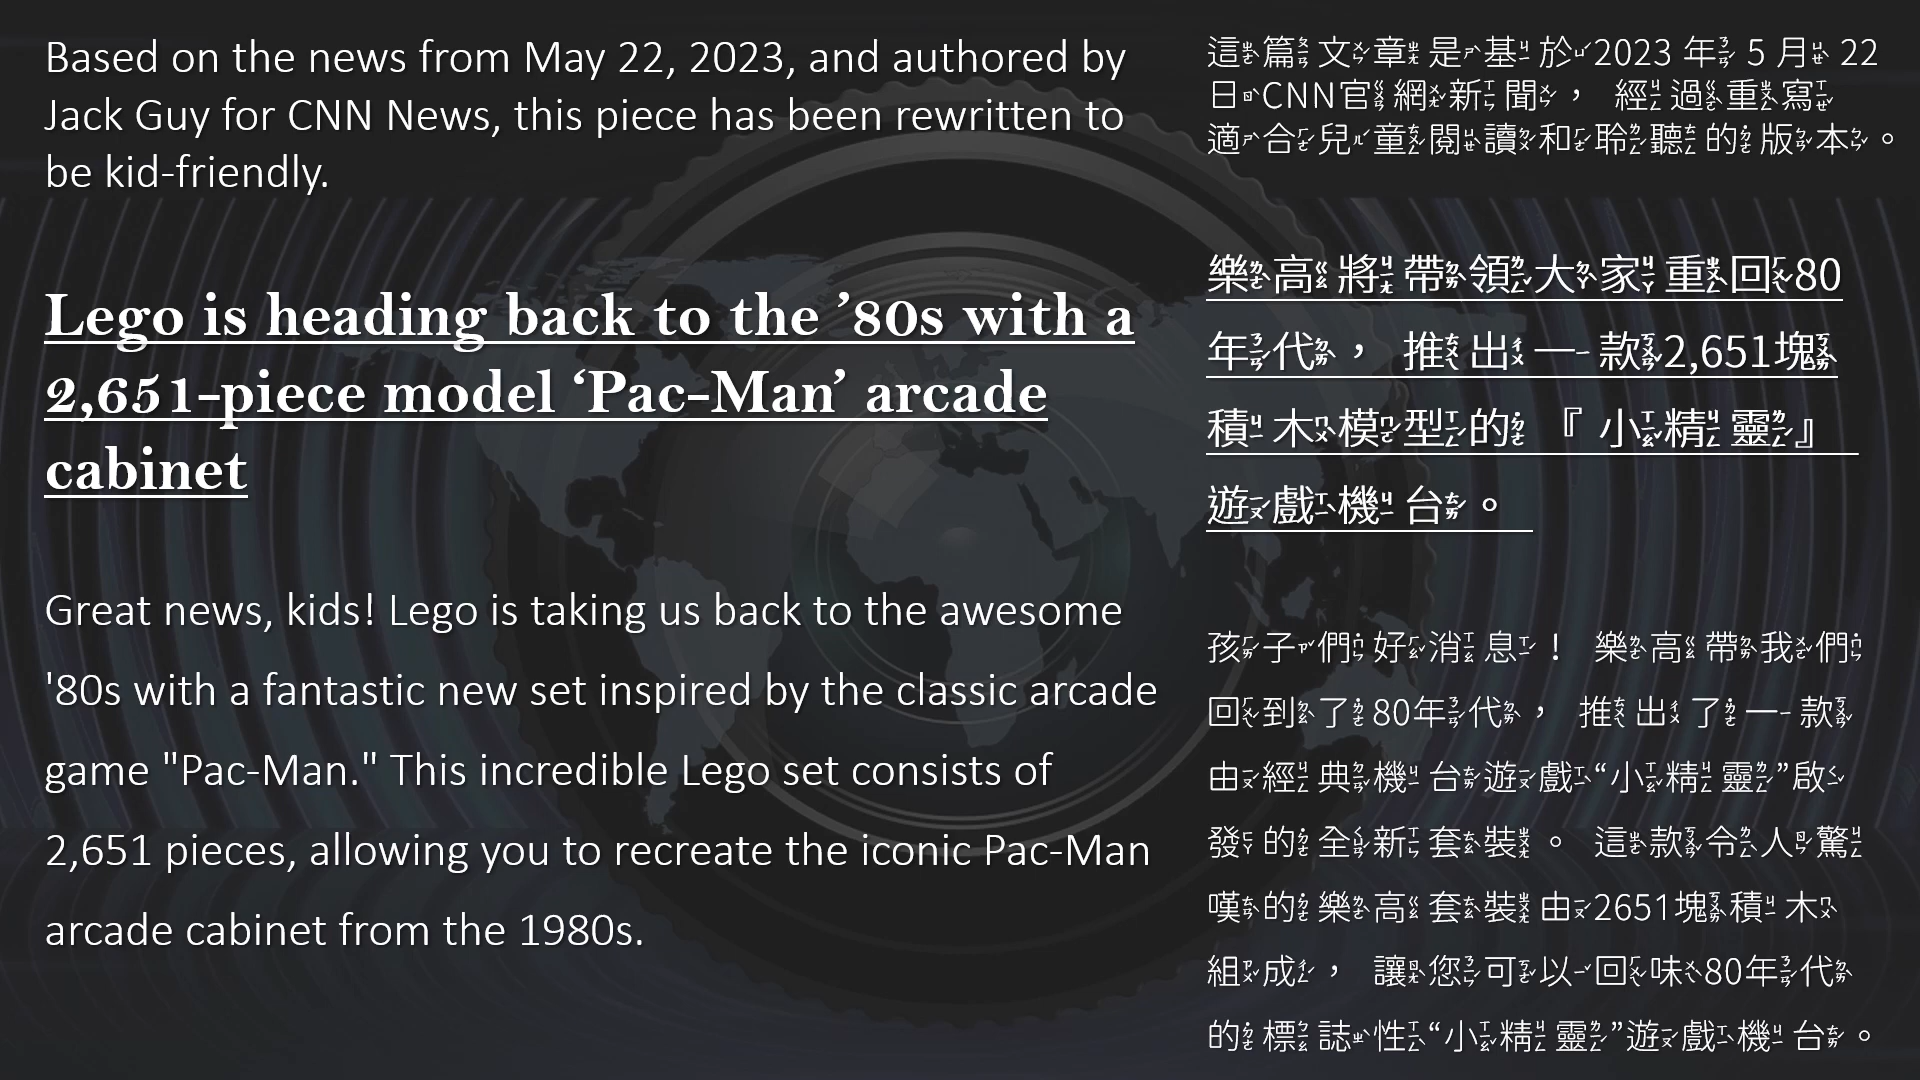 Based on the news from May 22, 2023, and authored by
Jack Guy for CNN News, this piece has been rewritten to
be kid-friendly.
Lego is heading back to the ’80s with a
2,651-piece model ‘Pac-Man’ arcade
cabinet
Great news, kids! Lego is taking us back to the awesome
'80s with a fantastic new set inspired by the classic arcade
game "Pac-Man." This incredible Lego set consists of
2,651 pieces, allowing you to recreate the iconic Pac-Man
arcade cabinet from the 1980s.
這篇文章是基於2023 年 5 月 22
日CNN官網新聞， 經過重寫
適合兒童閱讀和聆聽的版本。
樂高將帶領大家重回80
年代， 推出一款2,651塊
積木模型的『小精靈』
遊戲機台。
孩子們好消息！ 樂高帶我們
回到了80年代， 推出了一款
由經典機台遊戲“小精靈”啟
發的全新套裝。 這款令人驚
嘆的樂高套裝由2651塊積木
組成， 讓您可以回味80年代
的標誌性“小精靈”遊戲機台。